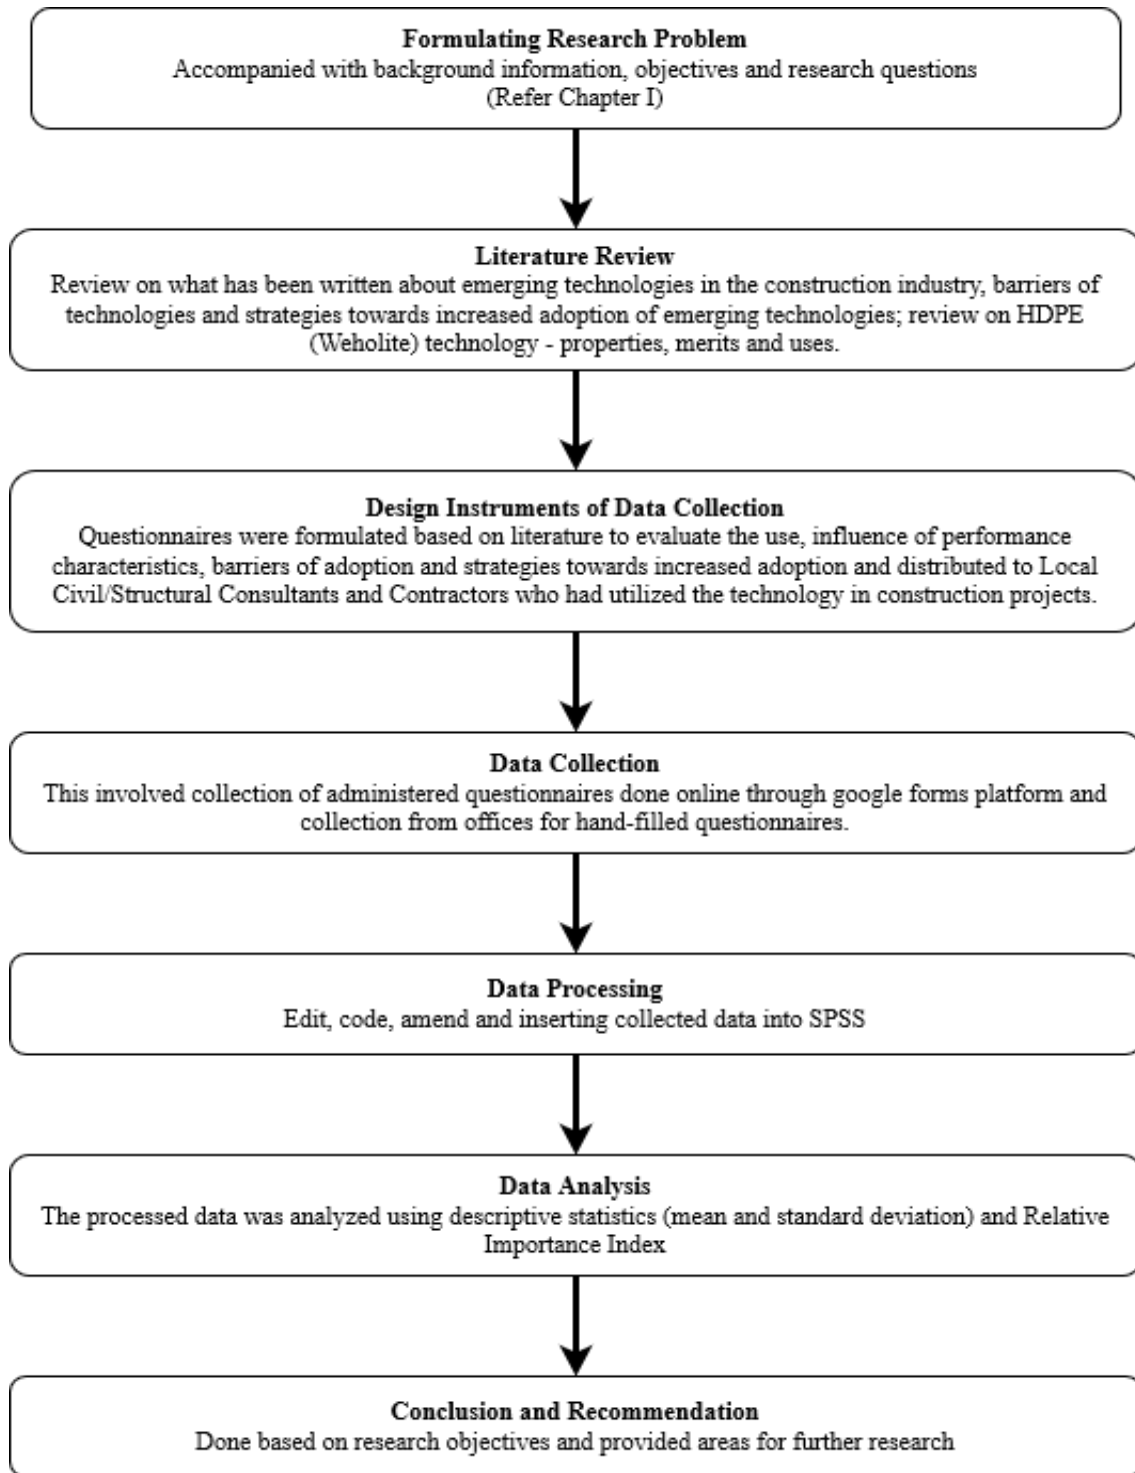 Formulating Research Problem
Accompanied with background information, objectives and research questions
(Refer Chapter I)
Literature Review
Review on what has been written about emerging technologies in the construction industry, barriers of
technologies and strategies towards increased adoption of emerging technologies; review on HDPE
(Weholite) technology - properties, merits and uses.
Design Instruments of Data Collection
Questionnaires were formulated based on literature to evaluate the use, influence of performance
characteristics, barriers of adoption and strategies towards increased adoption and distributed to Local
Civil/Structural Consultants and Contractors who had utilized the technology in construction projects.
Data Collection
This involved collection of administered questionnaires done online through google forms platform and
collection from offices for hand-filled questionnaires.
Data Processing
Edit, code, amend and inserting collected data into SPSS
Data Analysis
The processed data was analyzed using descriptive statistics (mean and standard deviation) and Relative
Importance Index
Conclusion and Recommendation
Done based on research objectives and provided areas for further research